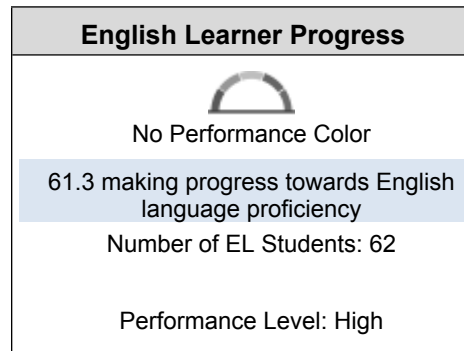 English Learner Progress
No Performance Color
61.3 making progress towards English
language proficiency
Number of EL Students: 62
Performance Level: High